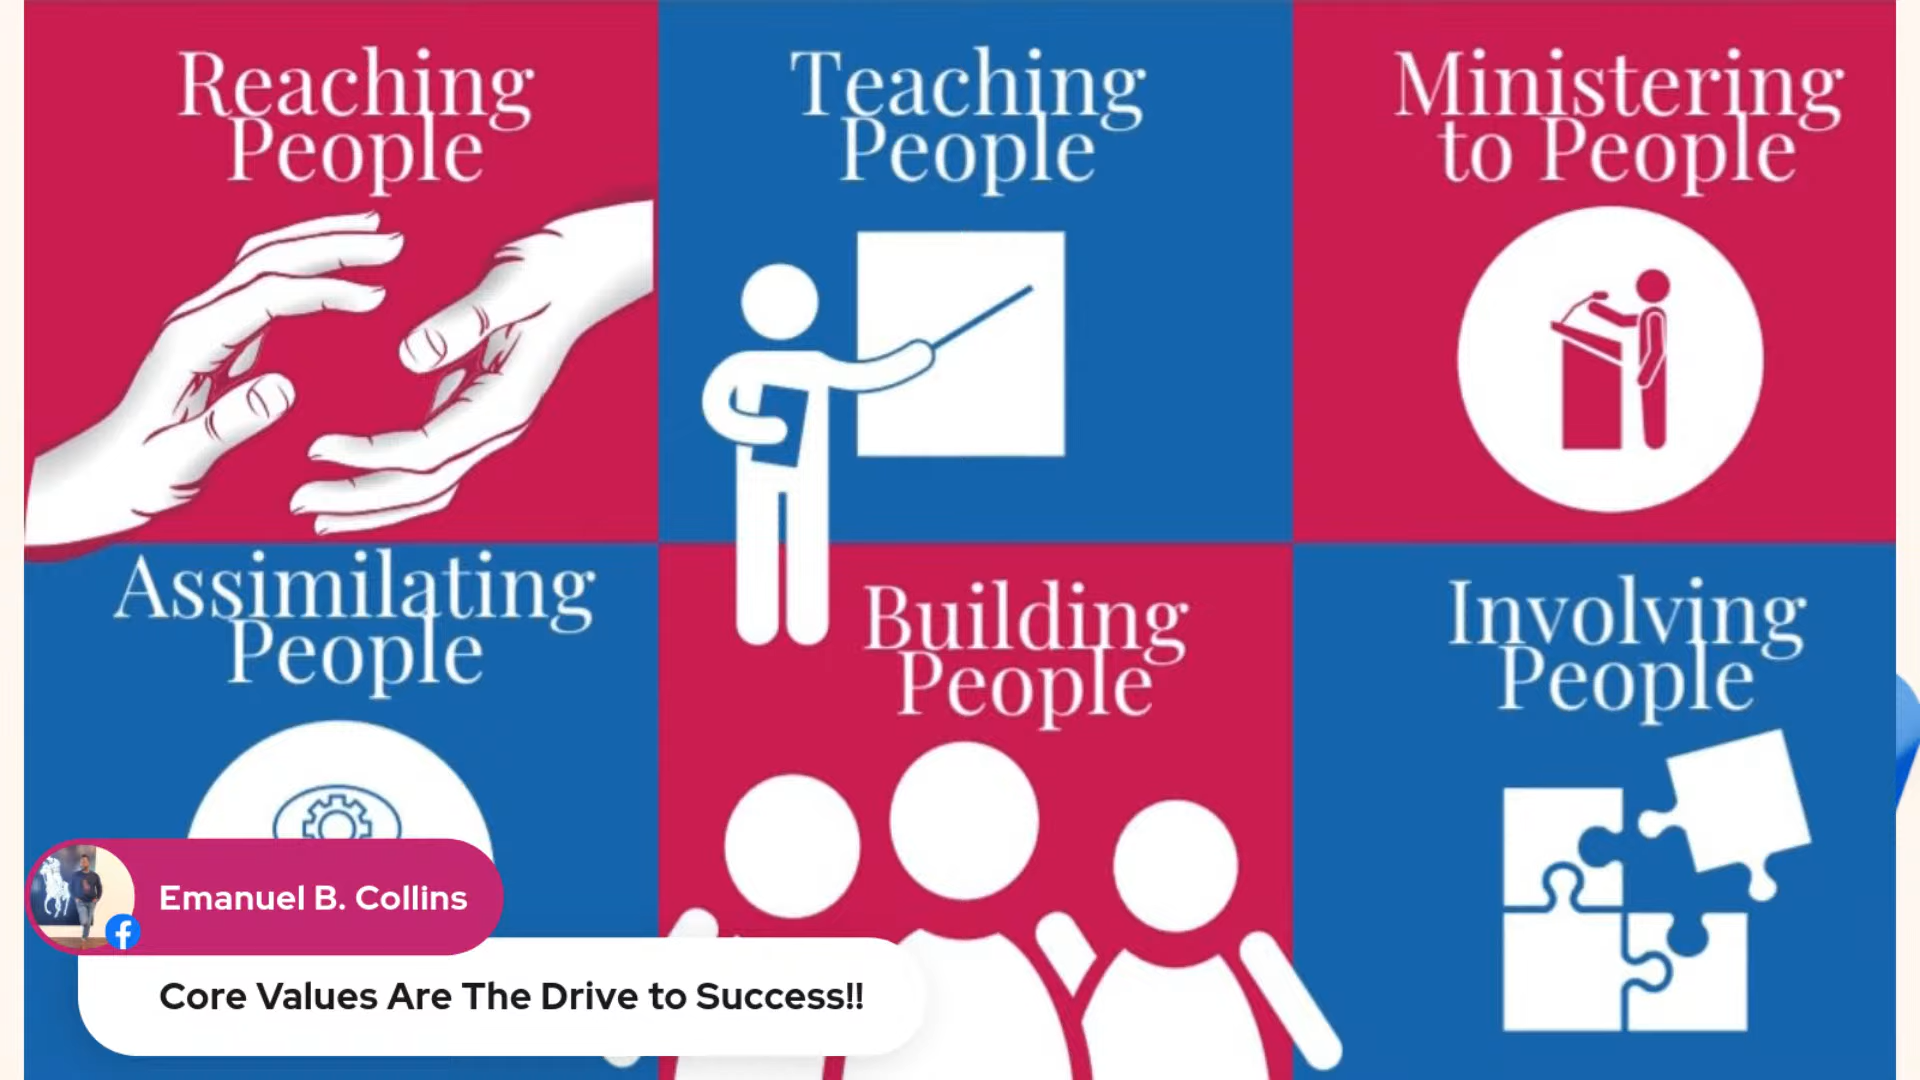 Reaching
People
Teaching
People
Ministering
to People
Assimilating
People
Building
People
Involving
People
Emanuel B. Collins
Core Values Are The Drive to Success!!